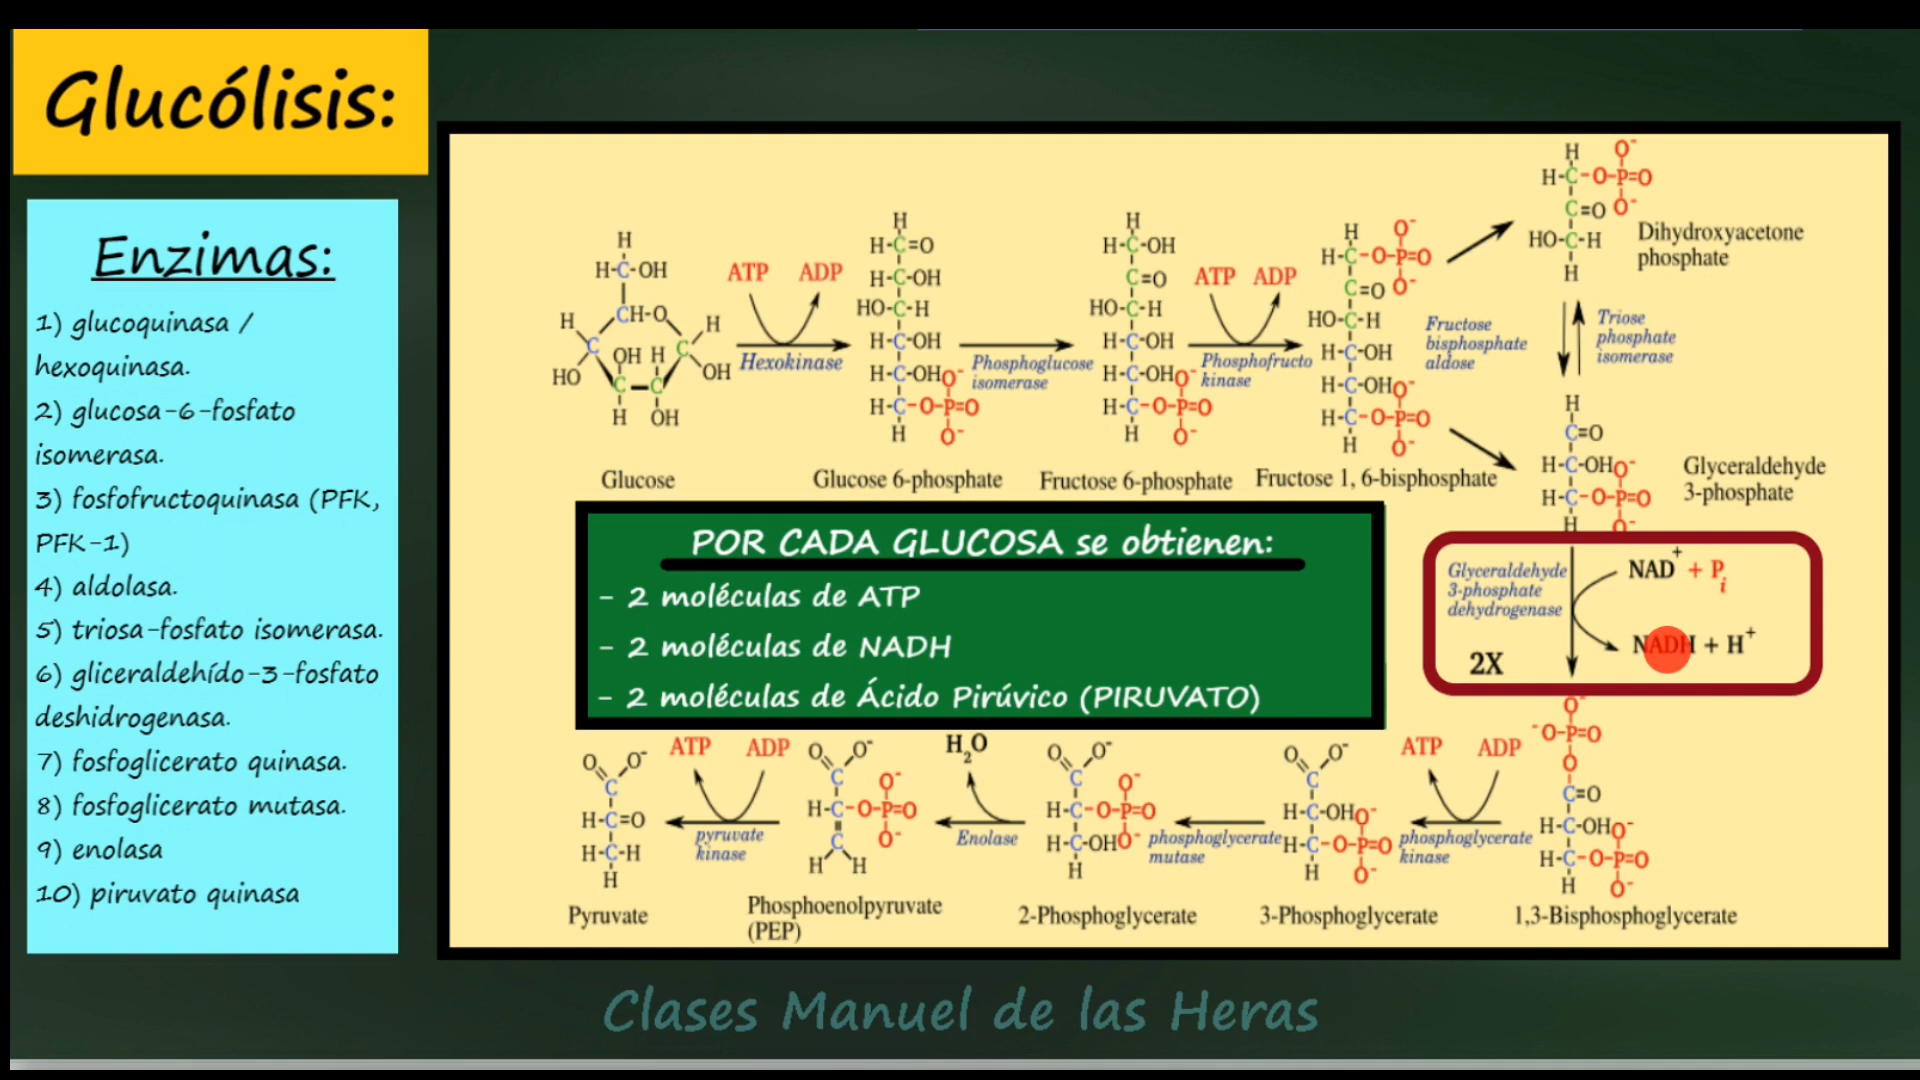 Glucólisis:
Enzimas:
1) glucoquinasa /
hexoquinasa.
2) glucosa-6-fosfato
isomerasa.
3) fosfofructoquinasa (PFK,
PFK-1)
4) aldolasa.
5) triosa-fosfato isomerasa.
6) gliceraldehído-3-fosfato
deshidrogenasa.
7) fosfoglicerato quinasa.
8) fosfoglicerato mutasa.
9) enolasa
10) piruvato quinasa
ATP ADP
Hexokinase
Phosphoglucose
isomerase
ATP ADP
Phosphofructo
kinase
Fructose
bisphosphate
aldose
Dihydroxyacetone
phosphate
Triose
phosphate
isomerase
Glucose
Glucose 6-phosphate
Fructose 6-phosphate
Fructose 1, 6-bisphosphate
Glyceraldehyde
3-phosphate
POR CADA GLUCOSA se obtienen:
- 2 moléculas de ATP
- 2 moléculas de NADH
- 2 moléculas de Ácido Pirúvico (PIRUVATO)
Glyceraldehyde
3-phosphate
dehydrogenase
NAD+ + Pi
NADH + H+
2X
ATP ADP
pyruvate
kinase
H2O
Enolase
phosphoglycerate
mutase
ATP ADP
phosphoglycerate
kinase
Pyruvate
Phosphoenolpyruvate
(PEP)
2-Phosphoglycerate
3-Phosphoglycerate
1,3-Bisphosphoglycerate
Clases Manuel de las Heras